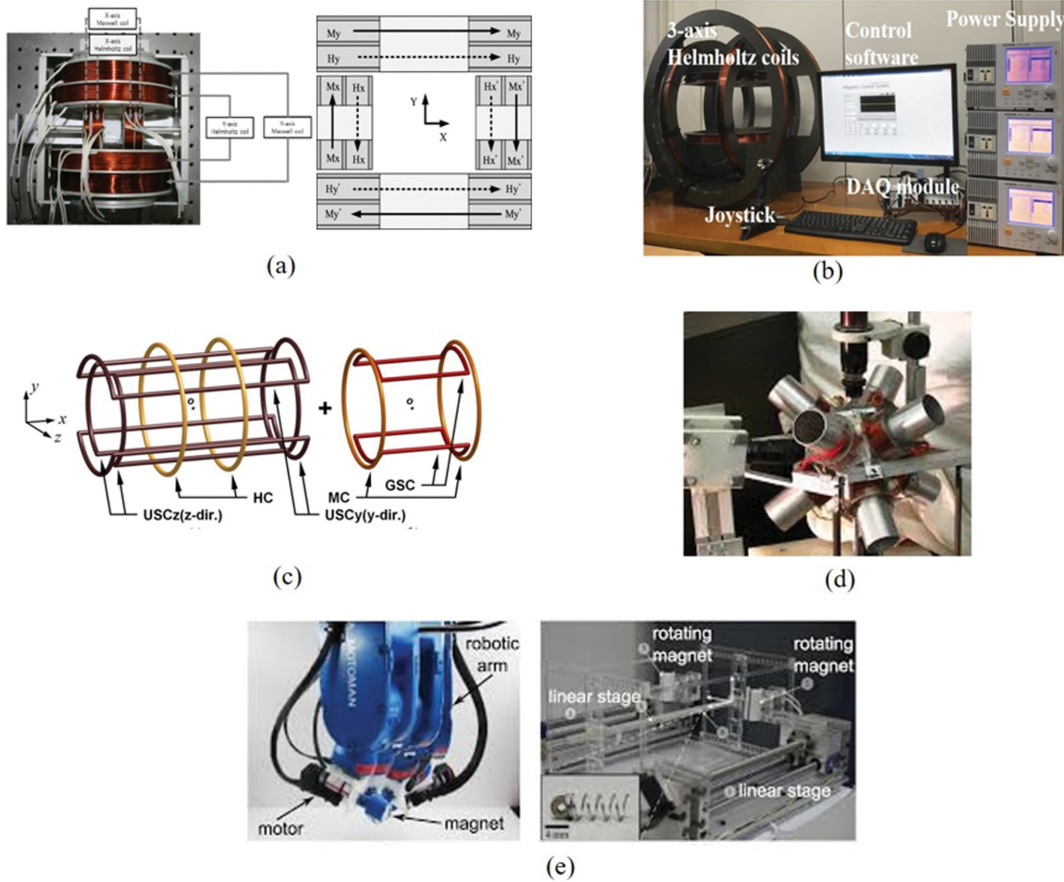 X-axis
Maxwell coil
X-axis
Helmholtz coil
Y-axis
Helmholtz coil
Y-axis
Maxwell coil
My My
Hy Hy
Mx Hx Hx' Mx'
Y
X
Mx Hx Hx' Mx'
Hy' Hy'
My' My'
(a)
3-axis
Helmholtz coils
Control
software
Power Supply
DAQ module
Joystick
(b)
y
x
z
o
+
o
HC
MC
GSC
USCz(z-dir.)
USCy(y-dir.)
(c)
(d)
MOTOMAN
robotic
arm
motor
magnet
rotating
magnet
rotating
magnet
linear stage
linear stage
4 mm
(e)